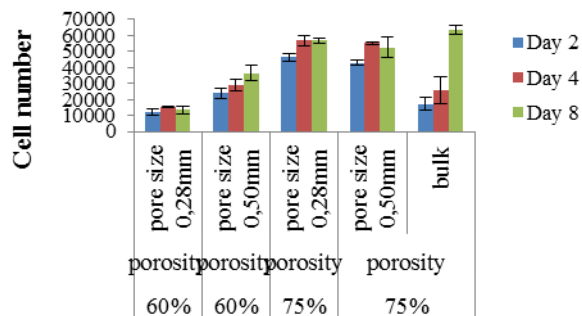 Cell number
70000
60000
50000
40000
30000
20000
10000
0
Day 2
Day 4
Day 8
pore size
0,28mm
pore size
0,50mm
pore size
0,28mm
pore size
0,50mm
bulk
porosity porosity porosity porosity
60% 60% 75% 75%